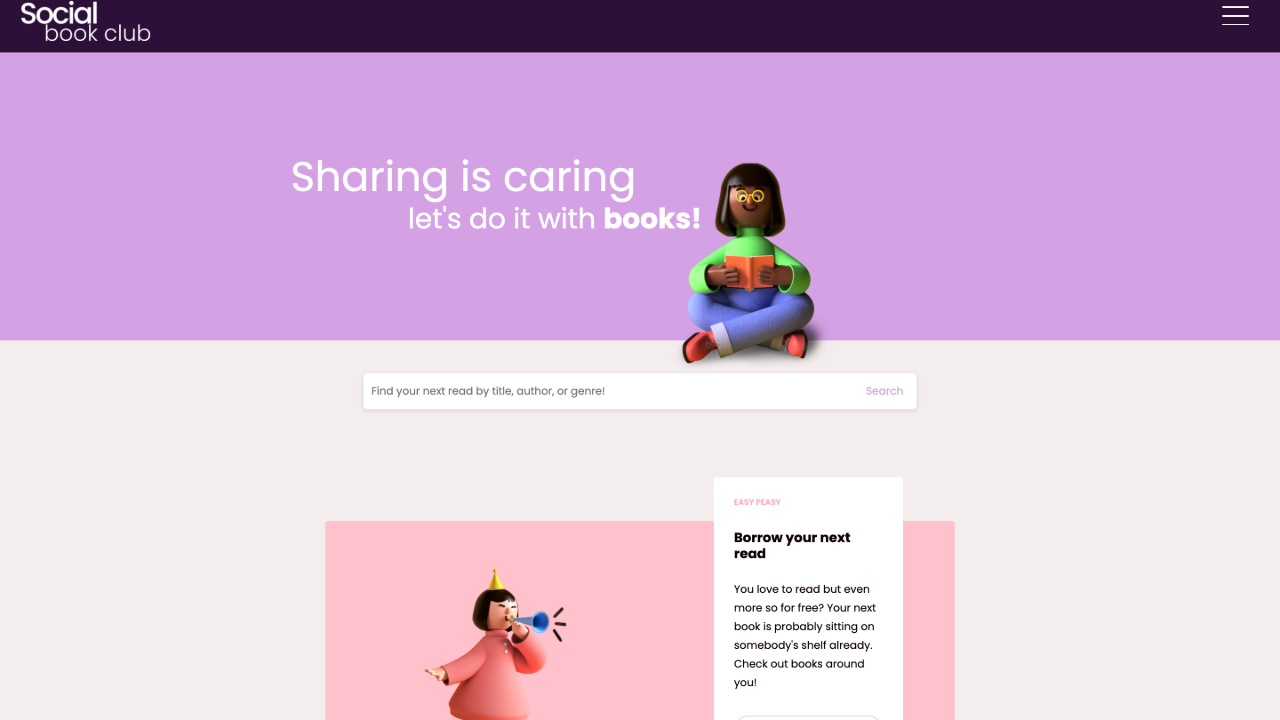 Social
book club
Sharing is caring
let's do it with books!
Find your next read by title, author, or genre!
Search
EASY PEASY
Borrow your next
read
You love to read but even
more so for free? Your next
book is probably sitting on
somebody's shelf already.
Check out books around
you!